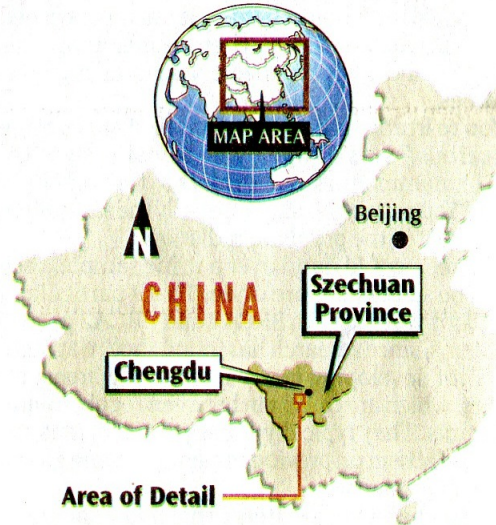 MAP AREA
Beijing
N
CHINA
Szechuan
Province
Chengdu
Area of Detail